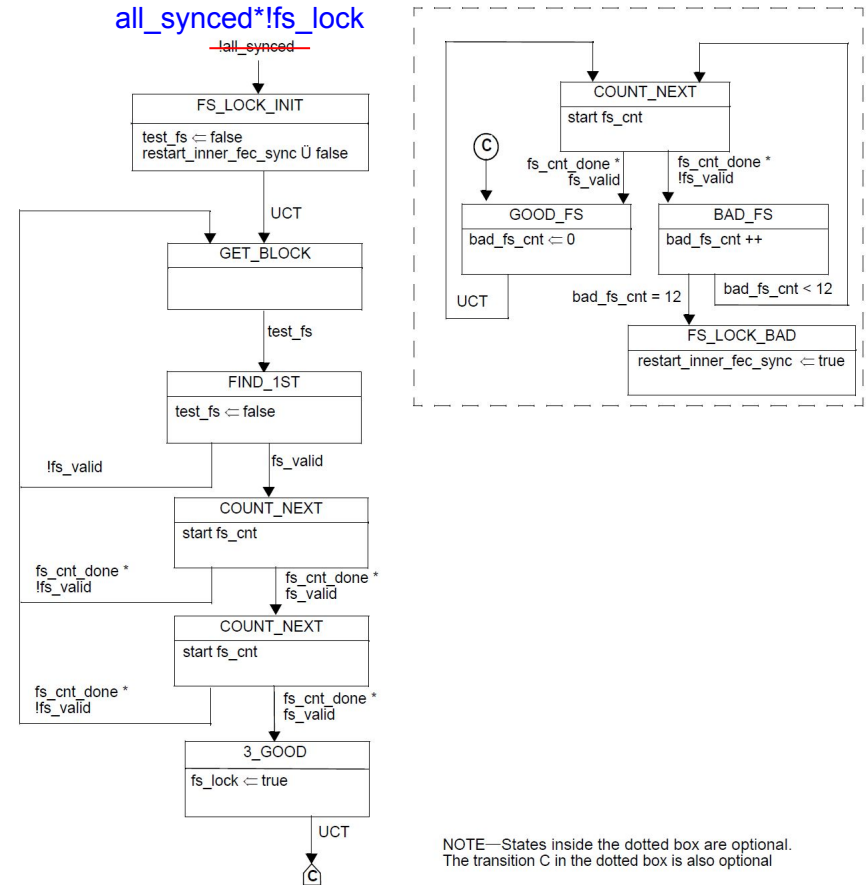 all_synced*!fs_lock
!all_synced
FS_LOCK_INIT
test_fs ⇐ false
restart_inner_fec_sync Ü false
UCT
GET_BLOCK
test_fs
FIND_1ST
test_fs ⇐ false
!fs_valid
fs_valid
COUNT_NEXT
start fs_cnt
fs_cnt_done *
!fs_valid
fs_cnt_done *
fs_valid
COUNT_NEXT
start fs_cnt
fs_cnt_done *
!fs_valid
fs_cnt_done *
fs_valid
3_GOOD
fs_lock ⇐ true
UCT
C
COUNT_NEXT
start fs_cnt
C
fs_cnt_done *
fs_valid
fs_cnt_done *
!fs_valid
GOOD_FS
bad_fs_cnt ⇐ 0
BAD_FS
bad_fs_cnt ++
UCT
bad_fs_cnt = 12
bad_fs_cnt < 12
FS_LOCK_BAD
restart_inner_fec_sync ⇐ true
NOTE—States inside the dotted box are optional.
The transition C in the dotted box is also optional